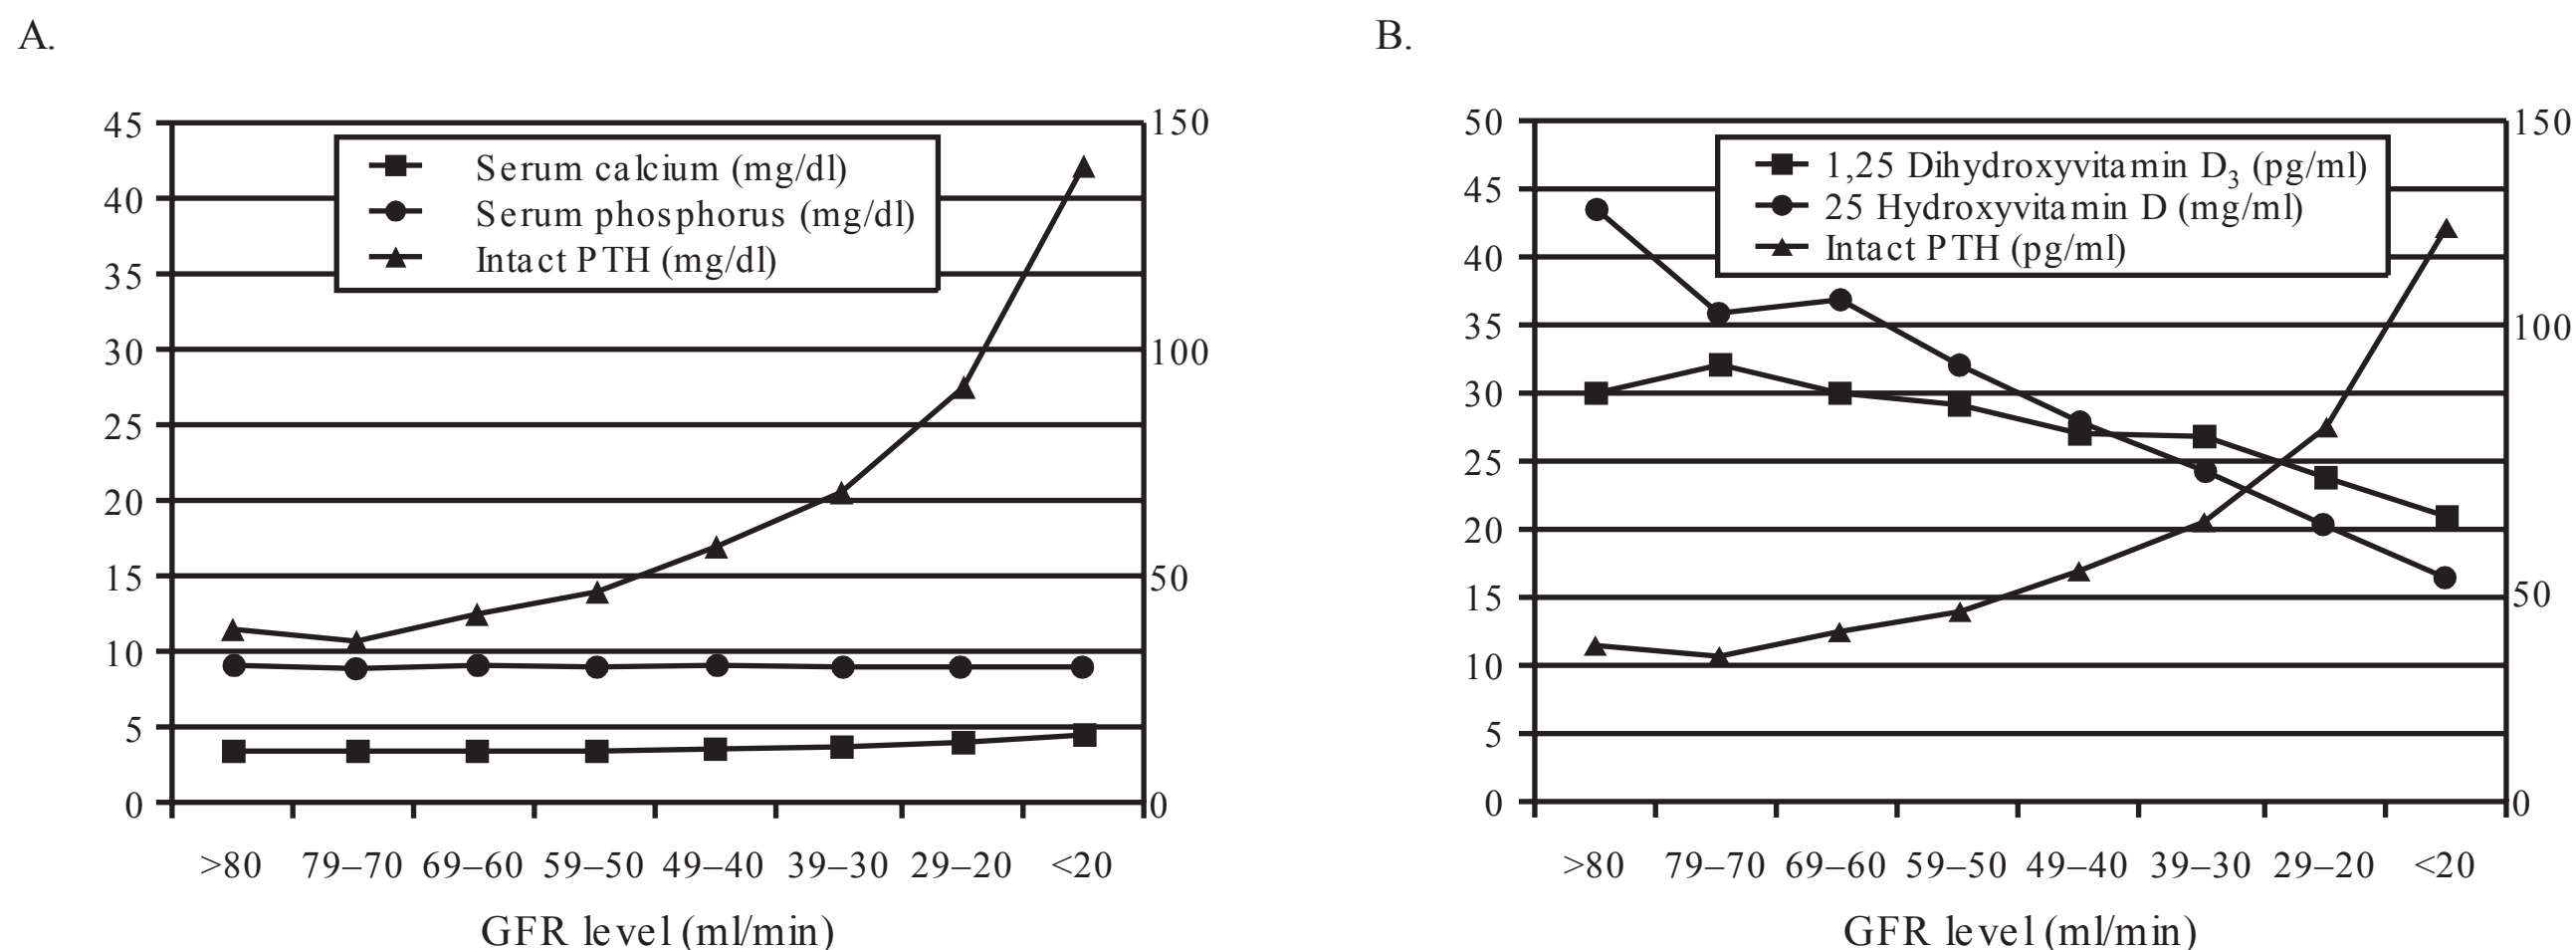 A.
45
40
35
30
25
20
15
10
5
0
150
100
50
0
Serum calcium (mg/dl)
Serum phosphorus (mg/dl)
Intact PTH (mg/dl)
>80 79–70 69–60 59–50 49–40 39–30 29–20 <20
GFR level (ml/min)
B.
50
45
40
35
30
25
20
15
10
5
0
150
100
50
0
1,25 Dihydroxyvitamin D₃ (pg/ml)
25 Hydroxyvitamin D (mg/ml)
Intact PTH (pg/ml)
>80 79–70 69–60 59–50 49–40 39–30 29–20 <20
GFR level (ml/min)